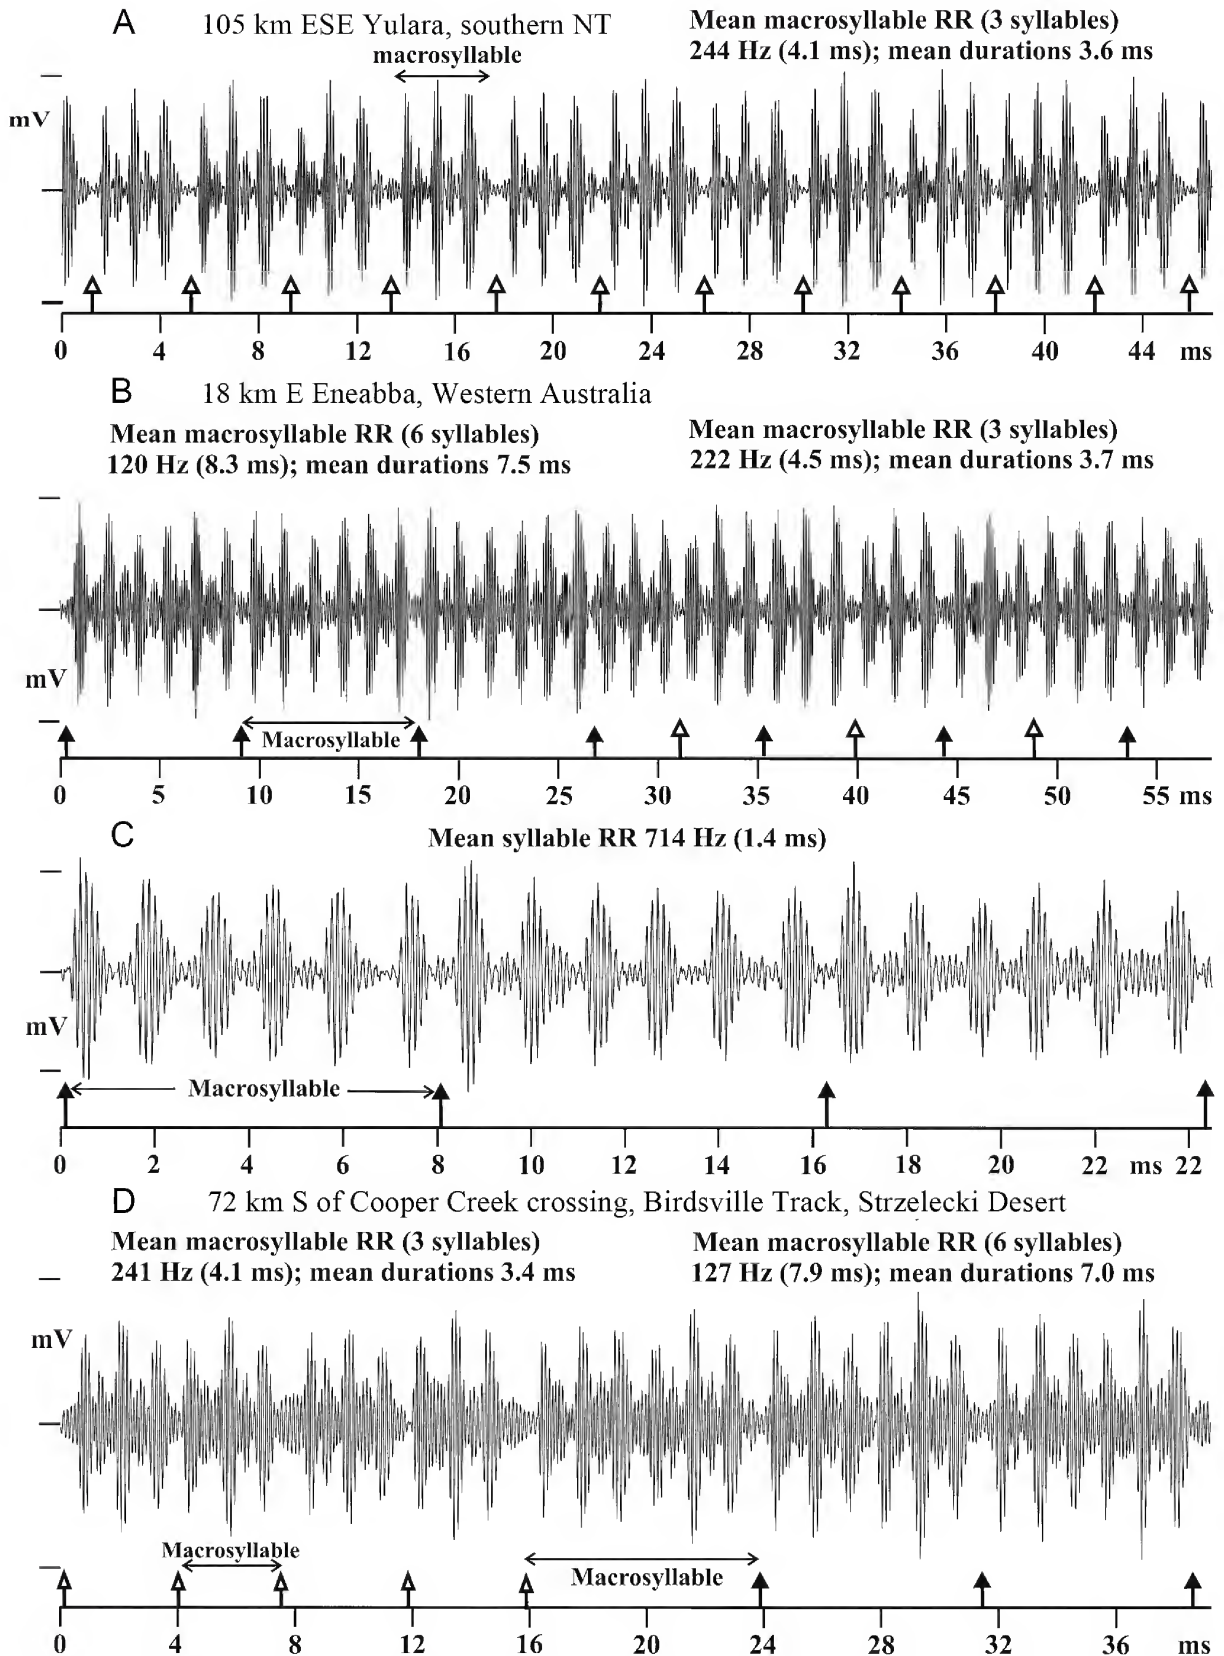 A 105 km ESE Yulara, southern NT
Mean macrosyllable RR (3 syllables)
244 Hz (4.1 ms); mean durations 3.6 ms
macrosyllable
mV
0 4 8 12 16 20 24 28 32 36 40 44 ms
B 18 km E Eneabba, Western Australia
Mean macrosyllable RR (6 syllables)
120 Hz (8.3 ms); mean durations 7.5 ms
Mean macrosyllable RR (3 syllables)
222 Hz (4.5 ms); mean durations 3.7 ms
mV
Macrosyllable
0 5 10 15 20 25 30 35 40 45 50 55 ms
C
Mean syllable RR 714 Hz (1.4 ms)
mV
Macrosyllable
0 2 4 6 8 10 12 14 16 18 20 22 ms 22
D 72 km S of Cooper Creek crossing, Birdsville Track, Strzelecki Desert
Mean macrosyllable RR (3 syllables)
241 Hz (4.1 ms); mean durations 3.4 ms
Mean macrosyllable RR (6 syllables)
127 Hz (7.9 ms); mean durations 7.0 ms
mV
Macrosyllable
Macrosyllable
0 4 8 12 16 20 24 28 32 36 ms